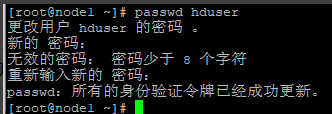 [root@node1 ~]# passwd hduser
更改用户 hduser 的密码 。
新的 密码：
无效的密码： 密码少于 8 个字符
重新输入新的 密码：
passwd：所有的身份验证令牌已经成功更新。
[root@node1 ~]#